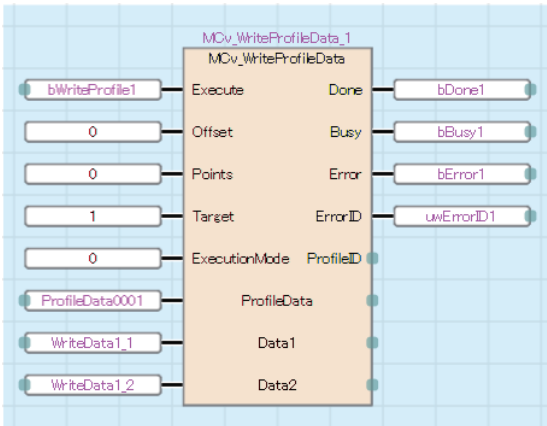 MCv_WriteProfileData_1
MCv_WriteProfileData
bWriteProfile1 Execute Done bDone1
0 Offset Busy bBusy1
0 Points Error bError1
1 Target ErrorID uwErrorID1
0 ExecutionMode ProfileID
ProfileData0001 ProfileData
WriteData1_1 Data1
WriteData1_2 Data2